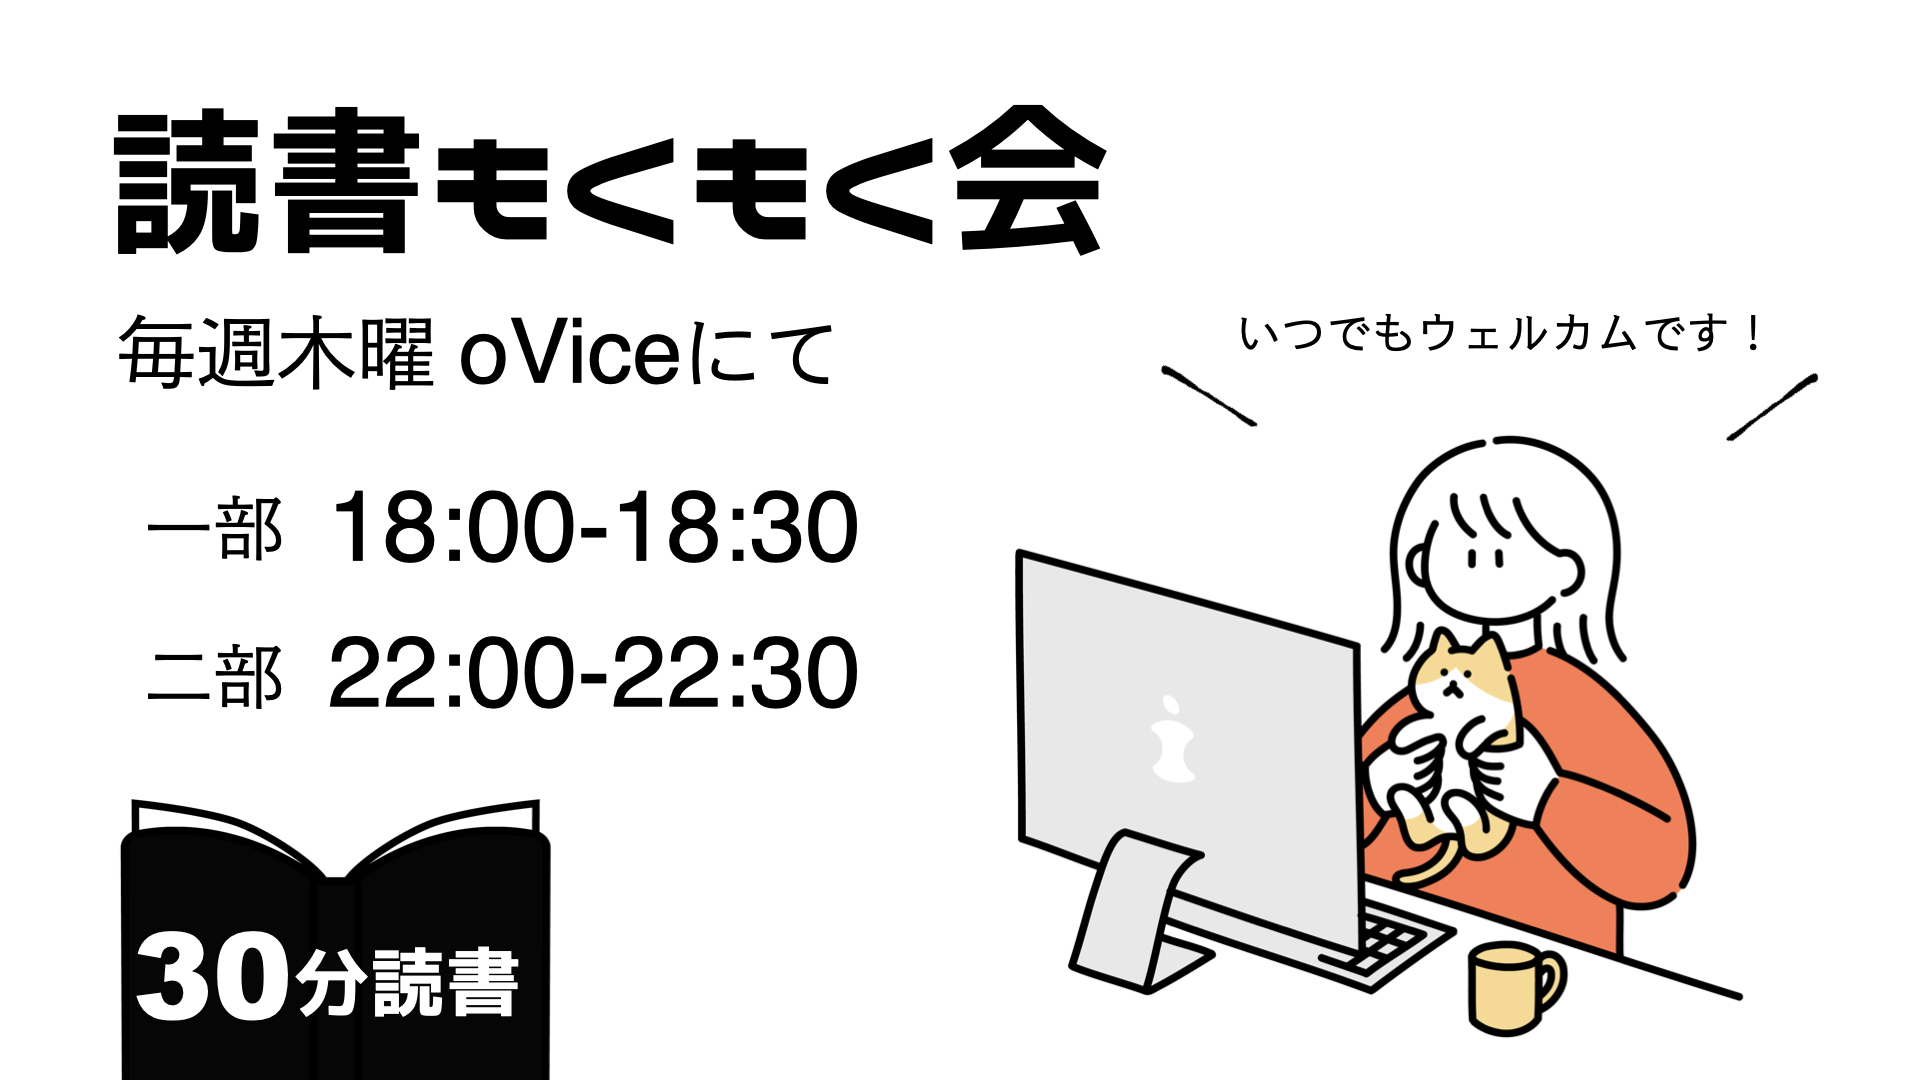 読書もくもく会
毎週木曜 oViceにて
いつでもウェルカムです！
一部 18:00-18:30
二部 22:00-22:30
30分読書